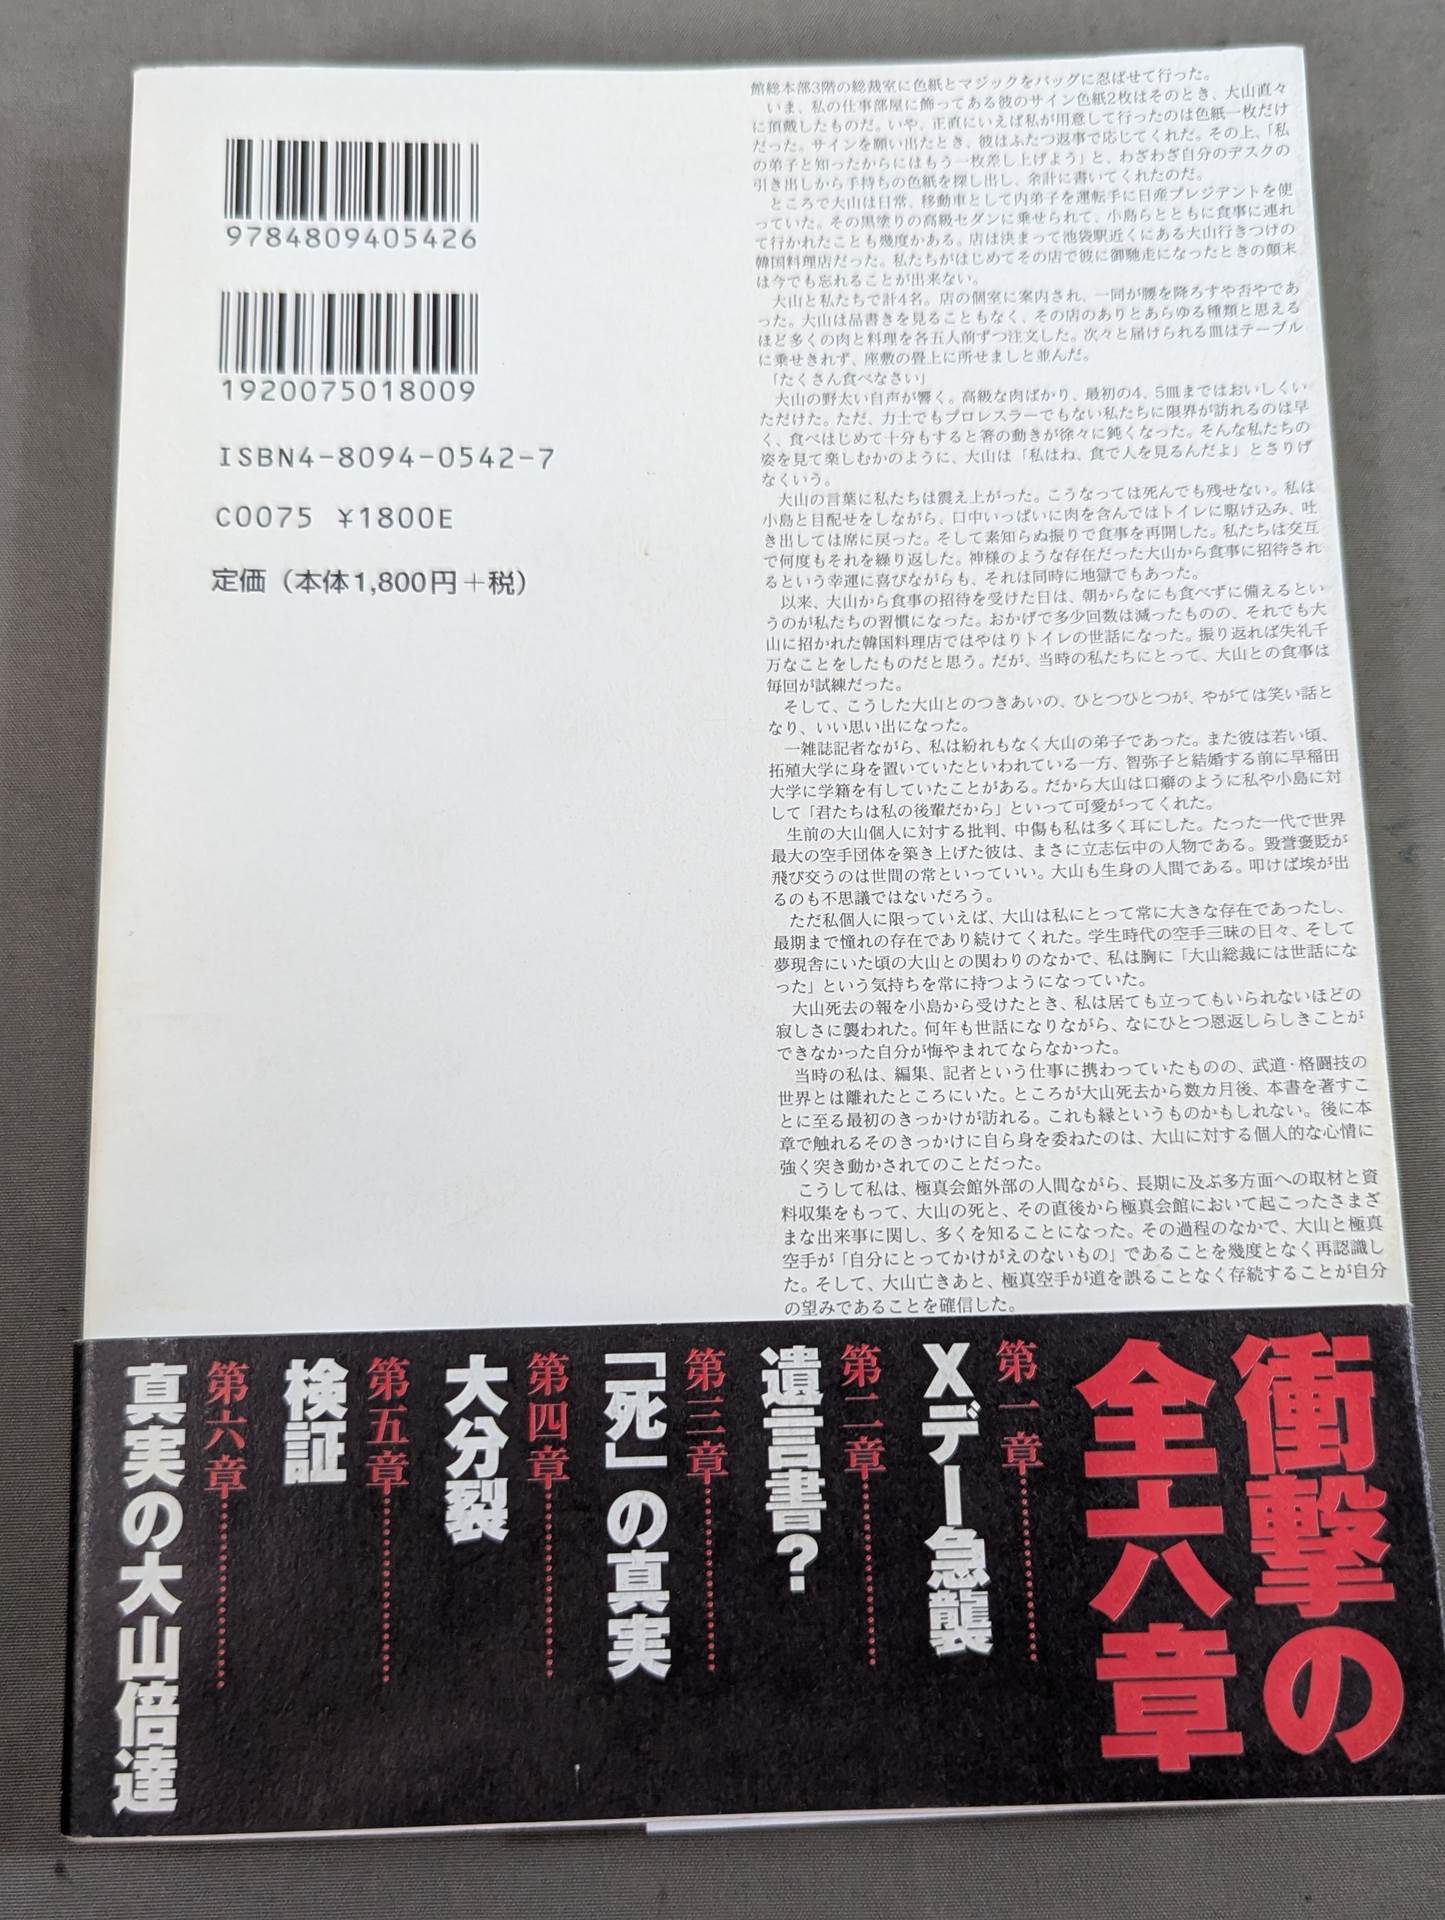 9784809405426
1920075018009
ISBN4-8094-0542-7
C0075 ¥1800E
定価（本体1,800円＋税）
館総本部3階の総裁室に色紙とマジックをバッグに忍ばせて行った。
いま、私の仕事部屋に飾ってある彼のサイン色紙2枚はそのとき、大山直々
に頂戴したものだ。いや、正直にいえば私が用意して行ったのは色紙一枚だけ
だった。サインを願い出たとき、彼はふたつ返事で応じてくれた。その上、「私
の弟子と知ったからにはもう一枚差し上げよう」と、わざわざ自分のデスクの
引き出しから手持ちの色紙を探し出し、余計に書いてくれたのだ。
ところで大山は日常、移動車として内弟子を運転手に日産プレジデントを使
っていた。その黒塗りの高級セダンに乗せられて、小島らとともに食事に連れ
て行かれたことも幾度かある。店は決まって池袋駅近くにある大山行きつけの
韓国料理店だった。私たちがはじめてその店で彼に御馳走になったときの顛末
は今でも忘れることが出来ない。
大山と私たちで計4名。店の個室に案内され、一同が腰を降ろすや否やであ
った。大山は品書きを見ることもなく、その店のありとあらゆる種類と思える
ほど多くの肉と料理を各五人前ずつ注文した。次々と届けられる皿はテーブル
に乗せきれず、座敷の畳上に所せましと並んだ。
「たくさん食べなさい」
大山の野太い自声が響く。高級な肉ばかり、最初の4、5皿まではおいしくい
ただけた。ただ、力士でもプロレスラーでもない私たちに限界が訪れるのは早
く、食べはじめて十分もすると箸の動きが徐々に鈍くなった。そんな私たちの
姿を見て楽しむかのように、大山は「私はね、食で人を見るんだよ」とさりげ
なくいう。
大山の言葉に私たちは震え上がった。こうなっては死んでも残せない。私は
小島と目配せをしながら、口中いっぱいに肉を含んではトイレに駆け込み、吐
き出しては席に戻った。そして素知らぬ振りで食事を再開した。私たちは交互
で何度もそれを繰り返した。神様のような存在だった大山から食事に招待され
るという幸運に喜びながらも、それは同時に地獄でもあった。
以来、大山から食事の招待を受けた日は、朝からなにも食べずに備えるとい
うのが私たちの習慣になった。おかげで多少回数は減ったものの、それでも大
山に招かれた韓国料理店ではやはりトイレの世話になった。振り返れば失礼千
万なことをしたものだと思う。だが、当時の私たちにとって、大山との食事は
毎回が試練だった。
そして、こうした大山とのつきあいの、ひとつひとつが、やがては笑い話と
なり、いい思い出になった。
一雑誌記者ながら、私は紛れもなく大山の弟子であった。また彼は若い頃、
拓殖大学に身を置いていたといわれている一方、智弥子と結婚する前に早稲田
大学に学籍を有していたことがある。だから大山は口癖のように私や小島に対
して「君たちは私の後輩だから」といって可愛がってくれた。
生前の大山個人に対する批判、中傷も私は多く耳にした。たった一代で世界
最大の空手団体を築き上げた彼は、まさに立志伝中の人物である。毀誉褒貶が
飛び交うのは世間の常といっていい。大山も生身の人間である。叩けば埃が出
るのも不思議ではないだろう。
ただ私個人に限っていえば、大山は私にとって常に大きな存在であったし、
最期まで憧れの存在であり続けてくれた。学生時代の空手三昧の日々、そして
夢現舎にいた頃の大山との関わりのなかで、私は胸に「大山総裁には世話にな
った」という気持ちを常に持つようになっていた。
大山死去の報を小島から受けたとき、私は居ても立ってもいられないほどの
寂しさに襲われた。何年も世話になりながら、なにひとつ恩返しらしきことが
できなかった自分が悔やまれてならなかった。
当時の私は、編集、記者という仕事に携わっていたものの、武道・格闘技の
世界とは離れたところにいた。ところが大山死去から数カ月後、本書を著すこ
とに至る最初のきっかけが訪れる。これも縁というものかもしれない。後に本
章で触れるそのきっかけに自ら身を委ねたのは、大山に対する個人的な心情に
強く突き動かされてのことだった。
こうして私は、極真会館外部の人間ながら、長期に及ぶ多方面への取材と資
料収集をもって、大山の死と、その直後から極真会館において起こったさまざ
まな出来事に関し、多くを知ることになった。その過程のなかで、大山と極真
空手が「自分にとってかけがえのないもの」であることを幾度となく再認識し
た。そして、大山亡きあと、極真空手が道を誤ることなく存続することが自分
の望みであることを確信した。
衝撃の
全六章
第一章
Xデー急襲
第二章
遺言書？
第三章
「死」の真実
第四章
大分裂
第五章
検証
第六章
真実の大山倍達